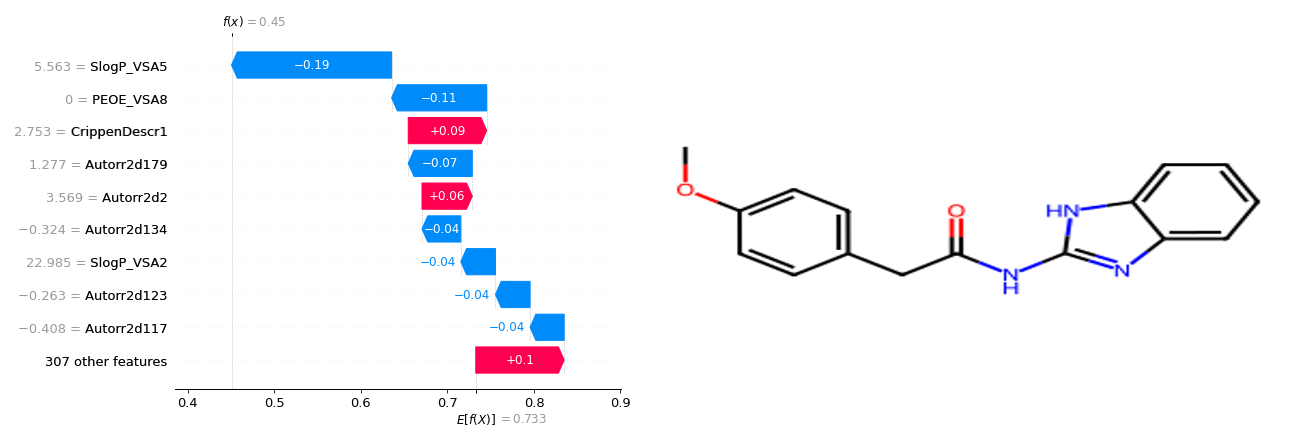 f(x) = 0.45
5.563 = SlogP_VSA5
−0.19
0 = PEOE_VSA8
−0.11
2.753 = CrippenDescr1
+0.09
1.277 = Autorr2d179
−0.07
3.569 = Autorr2d2
+0.06
−0.324 = Autorr2d134
−0.04
22.985 = SlogP_VSA2
−0.04
−0.263 = Autorr2d123
−0.04
−0.408 = Autorr2d117
−0.04
307 other features
+0.1
0.4 0.5 0.6 0.7 0.8 0.9
E[f(X)] = 0.733
O
O
HN
N
H
N